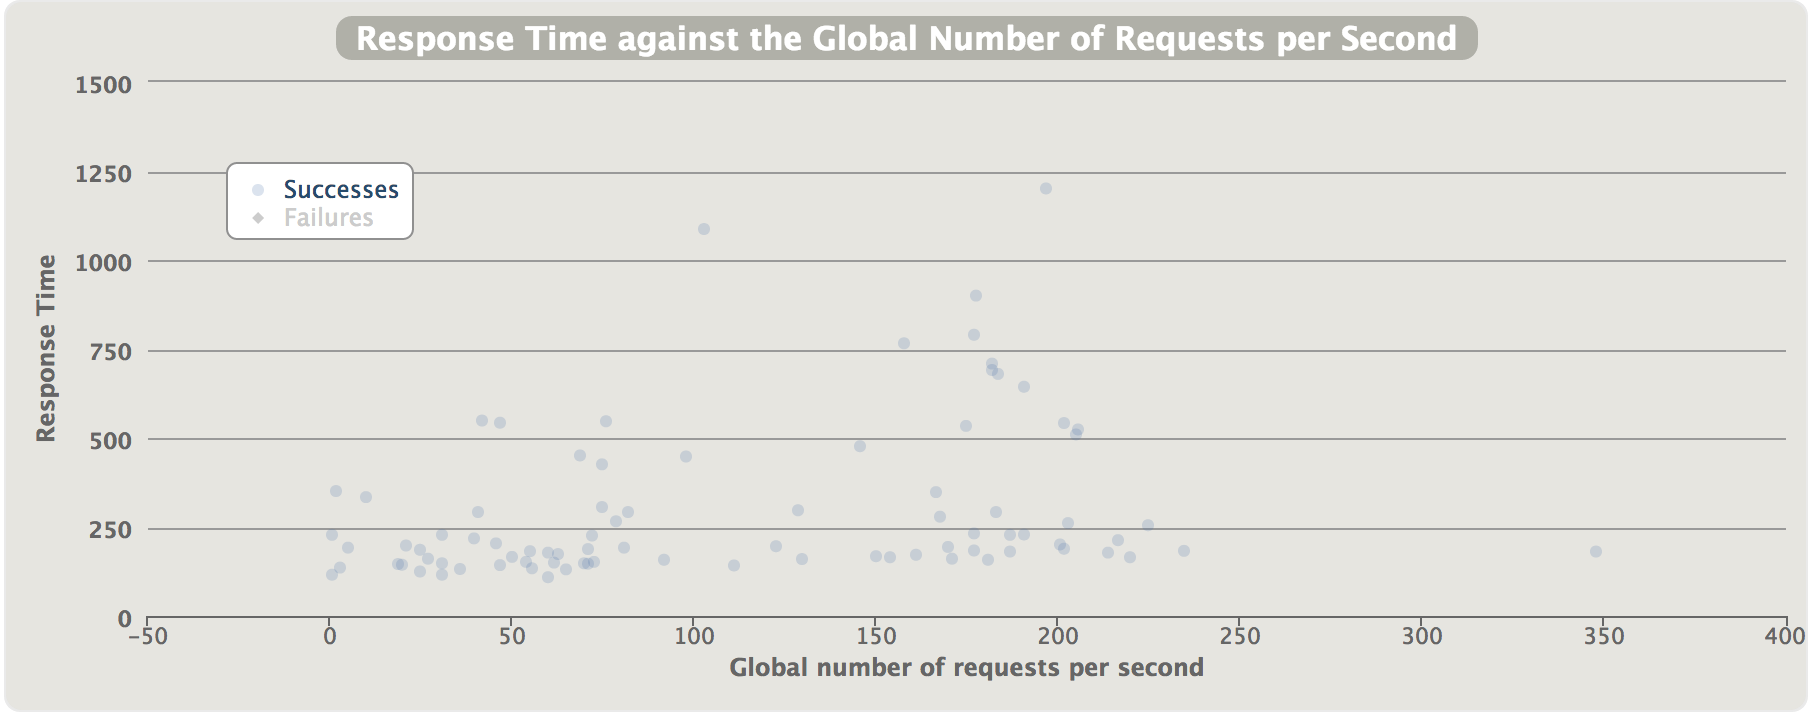 Response Time against the Global Number of Requests per Second
1500
1250
1000
750
500
250
0
Response Time
Successes
Failures
-50 0 50 100 150 200 250 300 350 400
Global number of requests per second